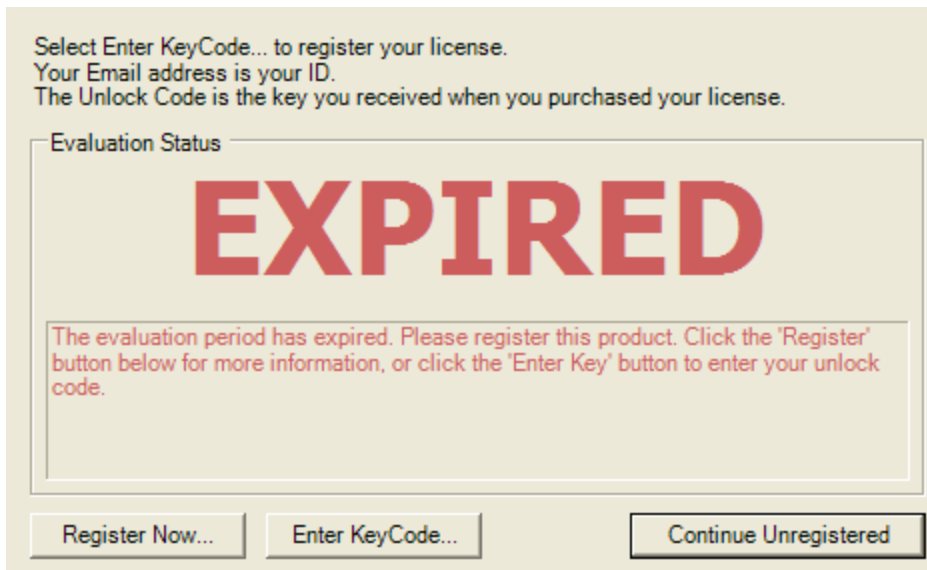 Select Enter KeyCode... to register your license.
Your Email address is your ID.
The Unlock Code is the key you received when you purchased your license.
Evaluation Status
EXPIRED
The evaluation period has expired. Please register this product. Click the 'Register'
button below for more information, or click the 'Enter Key' button to enter your unlock
code.
Register Now...
Enter KeyCode...
Continue Unregistered